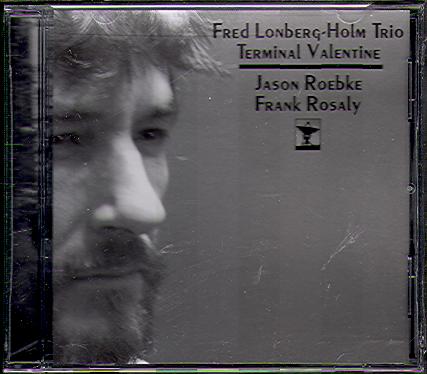 Fred Lonberg-Holm Trio
Terminal Valentine
Jason Roebke
Frank Rosaly